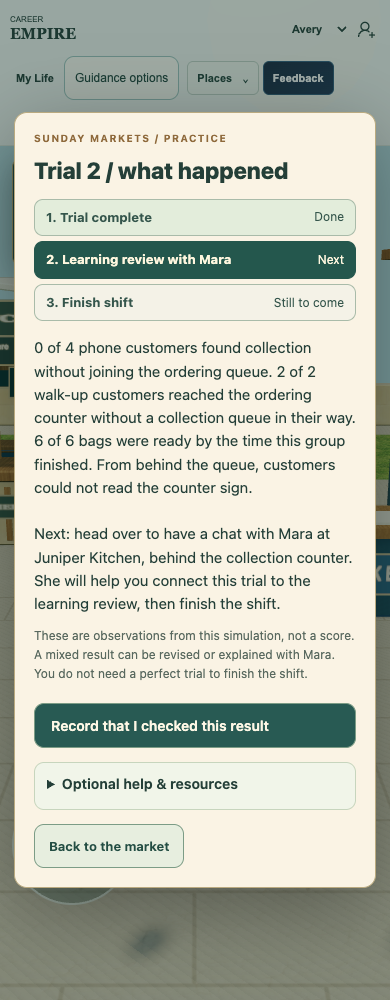 CAREER
EMPIRE
Avery
My Life
Guidance options
Places
Feedback
SUNDAY MARKETS / PRACTICE
Trial 2 / what happened
1. Trial complete
Done
2. Learning review with Mara
Next
3. Finish shift
Still to come
0 of 4 phone customers found collection
without joining the ordering queue. 2 of 2
walk-up customers reached the ordering
counter without a collection queue in their way.
6 of 6 bags were ready by the time this group
finished. From behind the queue, customers
could not read the counter sign.
Next: head over to have a chat with Mara at
Juniper Kitchen, behind the collection counter.
She will help you connect this trial to the
learning review, then finish the shift.
These are observations from this simulation, not a score.
A mixed result can be revised or explained with Mara.
You do not need a perfect trial to finish the shift.
Record that I checked this result
Optional help & resources
Back to the market